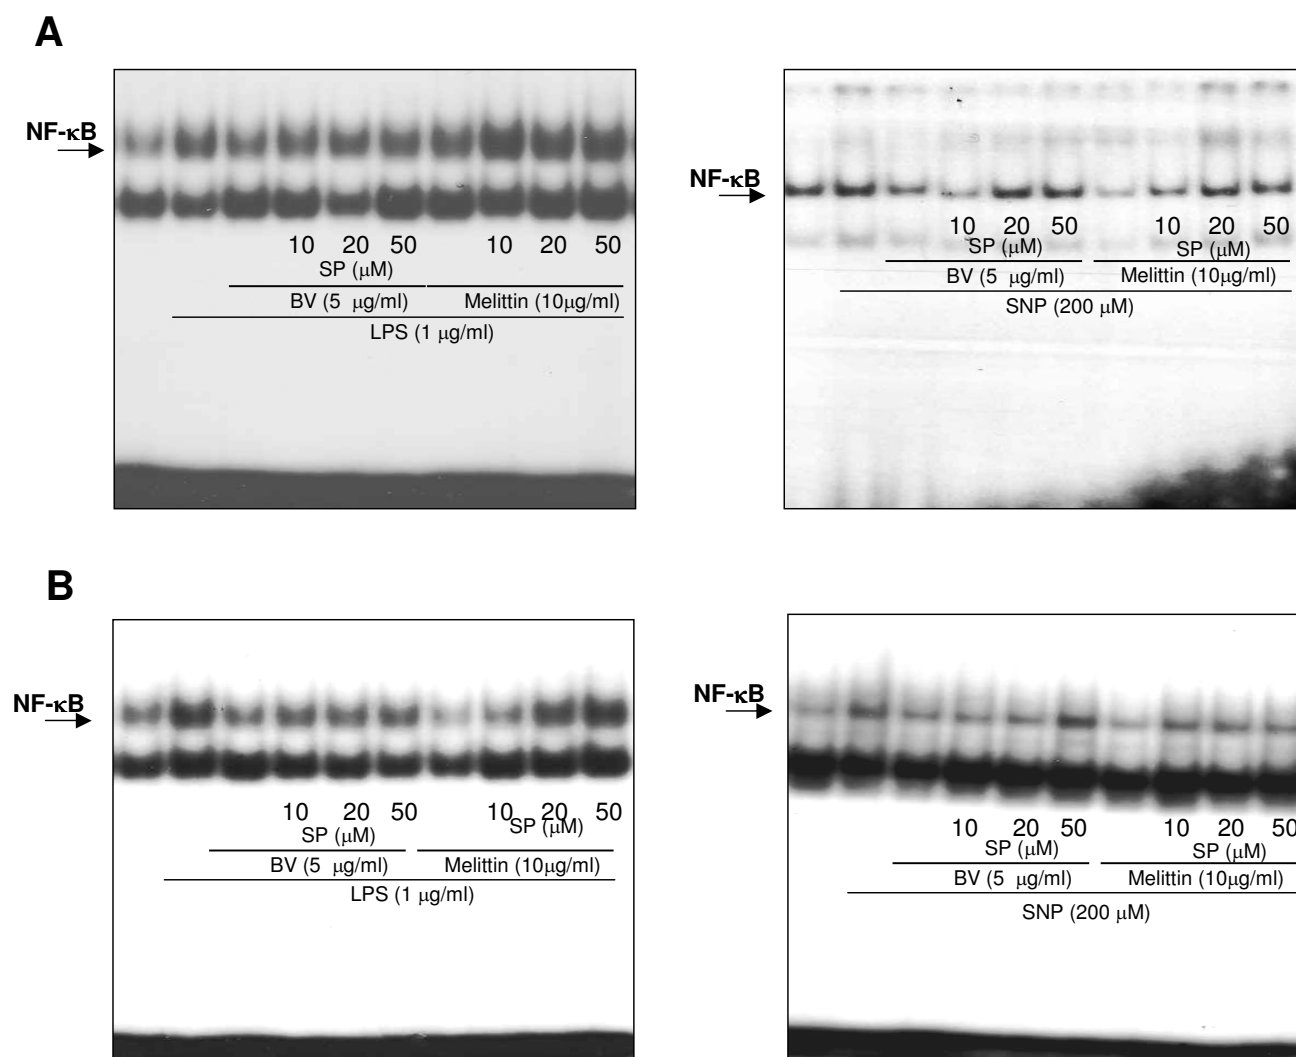 A
NF-κB
10 20 50 10 20 50
SP (μM)
BV (5 μg/ml) Melittin (10μg/ml)
LPS (1 μg/ml)
NF-κB
10 20 50 10 20 50
SP (μM) SP (μM)
BV (5 μg/ml) Melittin (10μg/ml)
SNP (200 μM)
B
NF-κB
10 20 50 10 20 50
SP (μM) SP (μM)
BV (5 μg/ml) Melittin (10μg/ml)
LPS (1 μg/ml)
NF-κB
10 20 50 10 20 50
SP (μM) SP (μM)
BV (5 μg/ml) Melittin (10μg/ml)
SNP (200 μM)